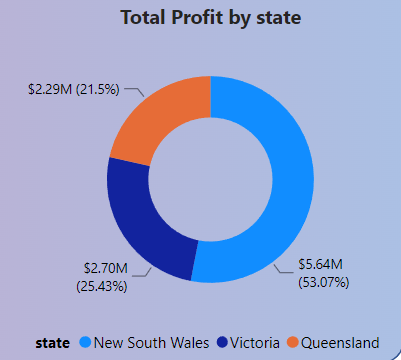 Total Profit by state
$2.29M (21.5%)
$2.70M
(25.43%)
$5.64M
(53.07%)
state New South Wales Victoria Queensland